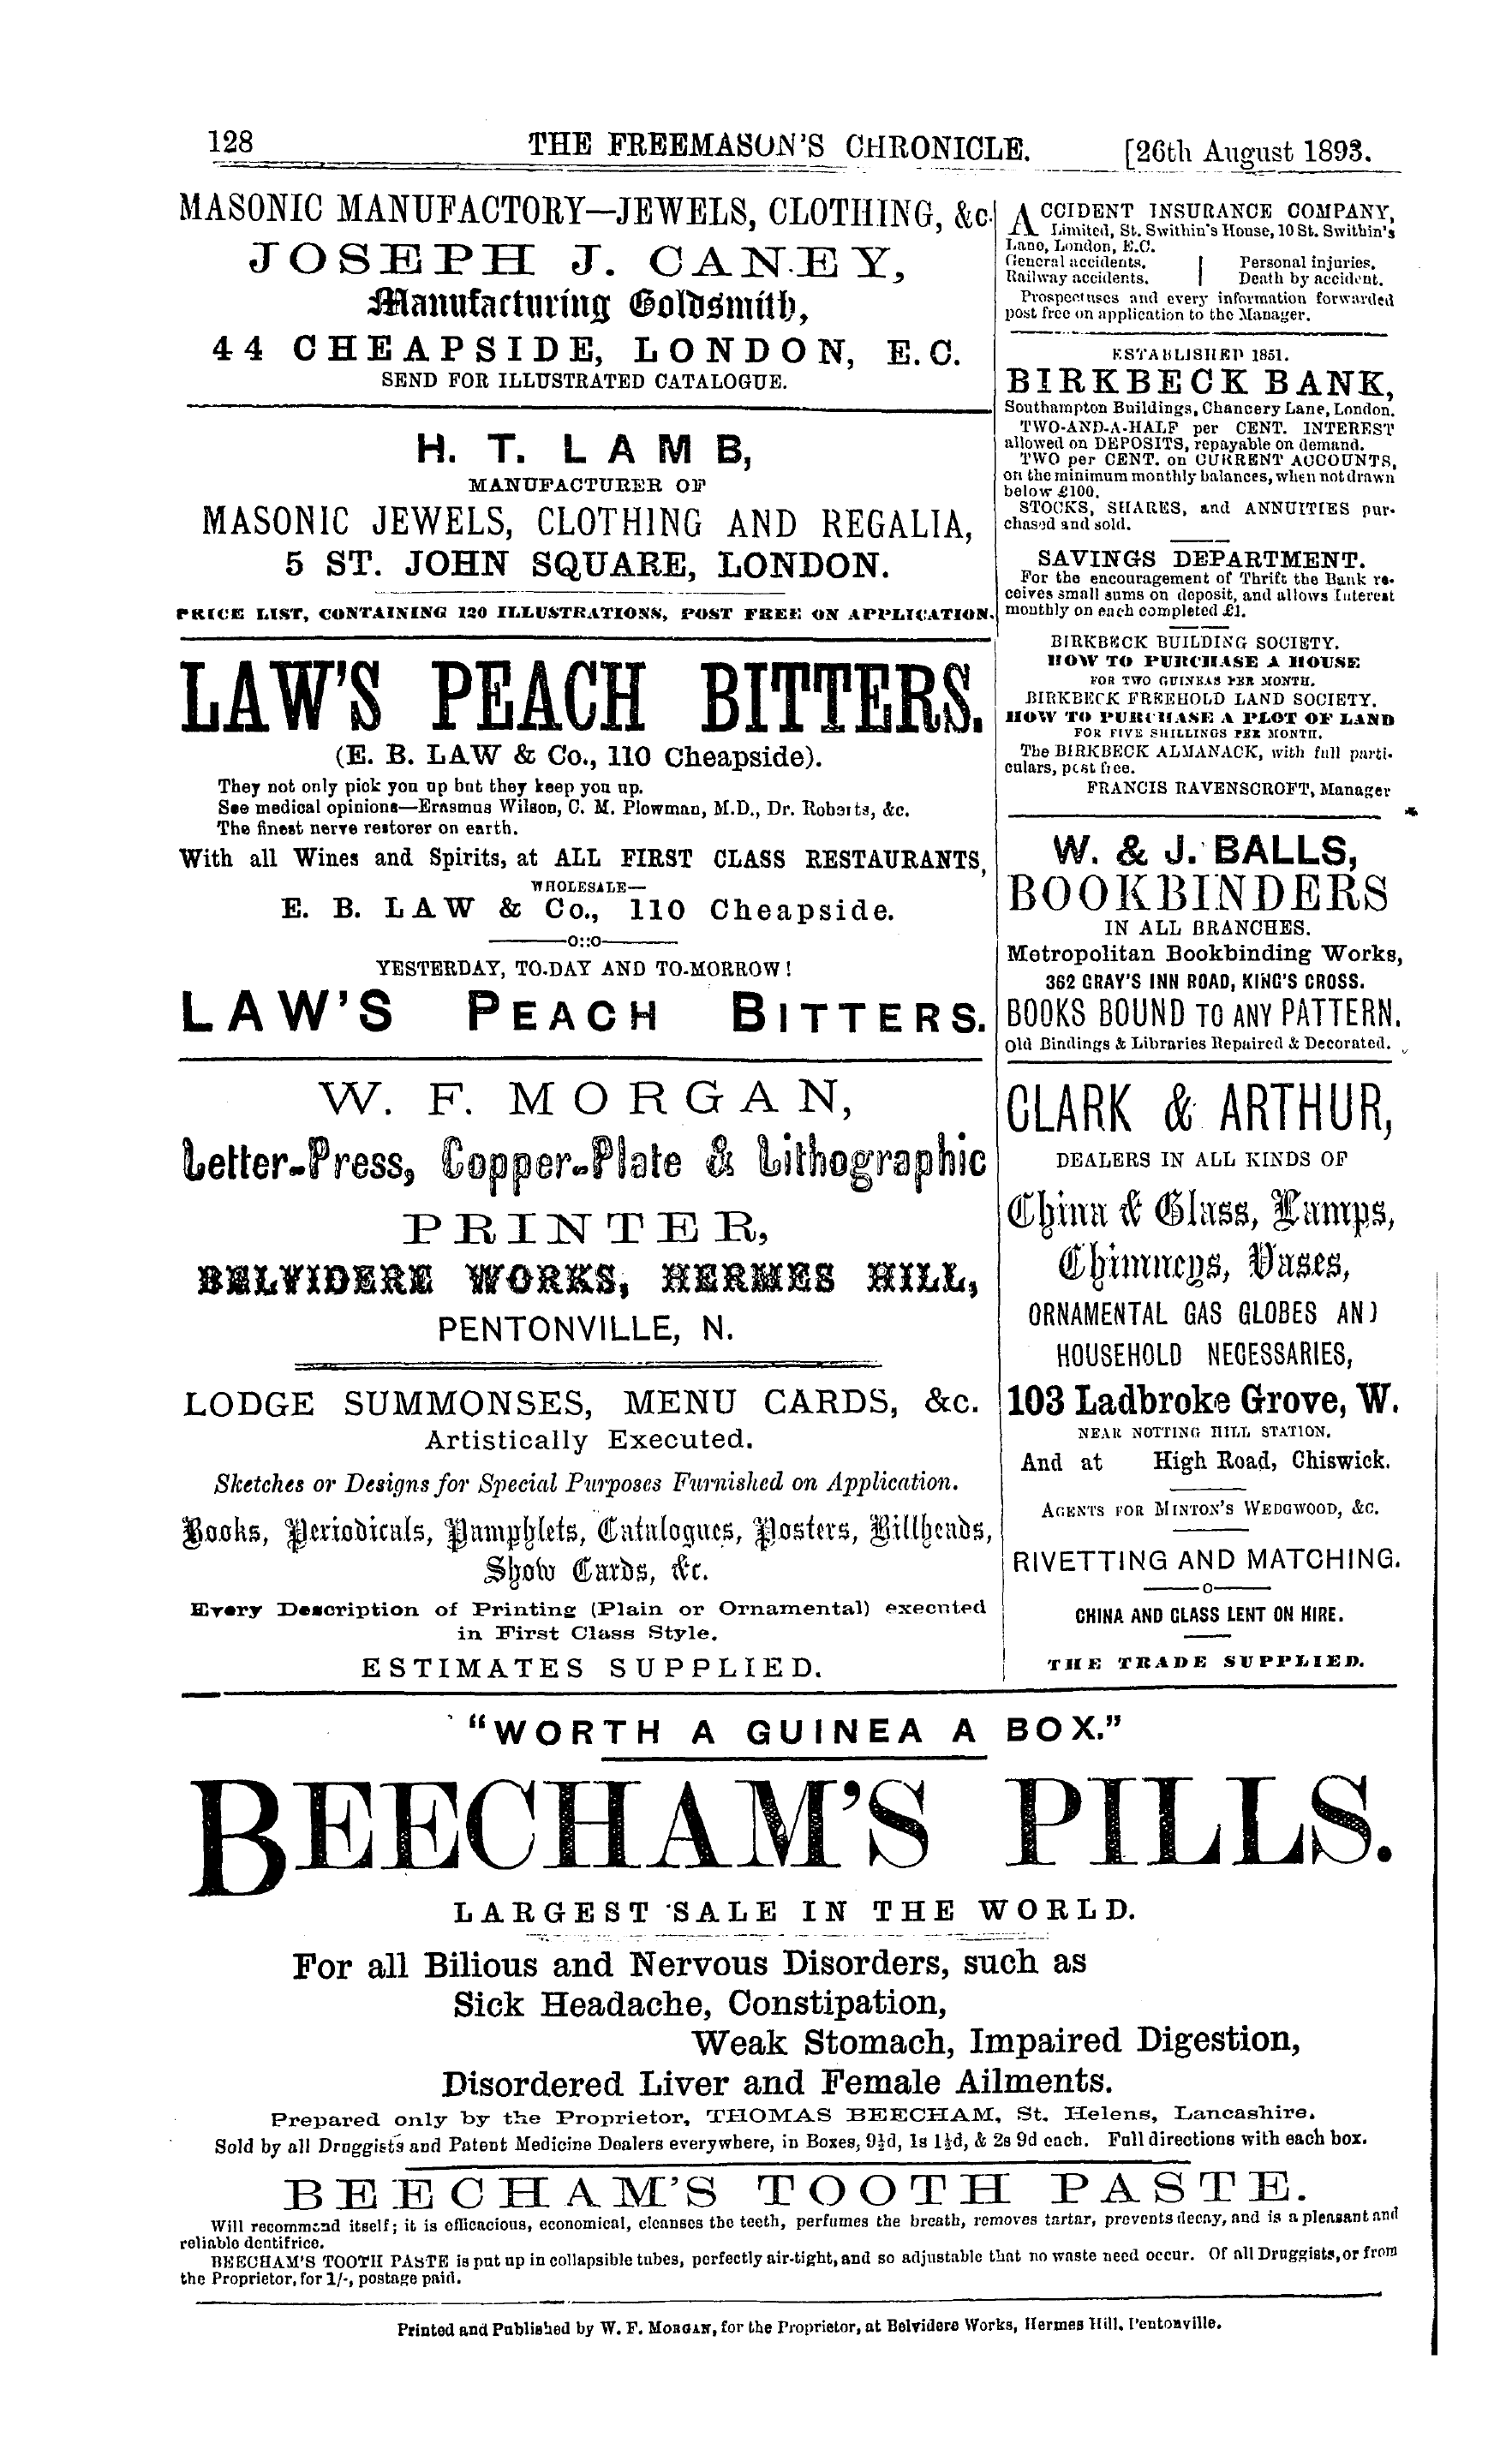 128
THE FREEMASON'S CHRONICLE.
[26th August 1893.
MASONIC MANUFACTORY—JEWELS, CLOTHING, &c.
JOSEPH J. CANEY,
Manufacturing Goldsmith,
44 CHEAPSIDE, LONDON, E.C.
SEND FOR ILLUSTRATED CATALOGUE.
H. T. LAMB,
MANUFACTURER OF
MASONIC JEWELS, CLOTHING AND REGALIA,
5 ST. JOHN SQUARE, LONDON.
PRICE LIST, CONTAINING 120 ILLUSTRATIONS, POST FREE ON APPLICATION.
LAW'S PEACH BITTERS.
(E. B. LAW & Co., 110 Cheapside).
They not only pick you up but they keep you up.
See medical opinions—Erasmus Wilson, C. M. Plowman, M.D., Dr. Roberts, &c.
The finest nerve restorer on earth.
With all Wines and Spirits, at ALL FIRST CLASS RESTAURANTS,
WHOLESALE—
E. B. LAW & Co., 110 Cheapside.
—o::o—
YESTERDAY, TO-DAY AND TO-MORROW!
LAW'S PEACH BITTERS.
W. F. MORGAN,
Letter-Press, Copper-Plate & Lithographic
PRINTER,
BELVIDERE WORKS, HERMES HILL,
PENTONVILLE, N.
LODGE SUMMONSES, MENU CARDS, &c.
Artistically Executed.
Sketches or Designs for Special Purposes Furnished on Application.
Books, Periodicals, Pamphlets, Catalogues, Posters, Billheads,
Show Cards, &c.
Every Description of Printing (Plain or Ornamental) executed
in First Class Style.
ESTIMATES SUPPLIED.
ACCIDENT INSURANCE COMPANY,
Limited, St. Swithin's House, 10 St. Swithin's
Lane, London, E.C.
General accidents. | Personal injuries.
Railway accidents. | Death by accident.
Prospectuses and every information forwarded
post free on application to the Manager.
ESTABLISHED 1851.
BIRKBECK BANK,
Southampton Buildings, Chancery Lane, London.
TWO-AND-A-HALF per CENT. INTEREST
allowed on DEPOSITS, repayable on demand.
TWO per CENT. on CURRENT ACCOUNTS,
on the minimum monthly balances, when not drawn
below £100.
STOCKS, SHARES, and ANNUITIES pur-
chased and sold.
SAVINGS DEPARTMENT.
For the encouragement of Thrift the Bank re-
ceives small sums on deposit, and allows Interest
monthly on each completed £1.
BIRKBECK BUILDING SOCIETY.
HOW TO PURCHASE A HOUSE
FOR TWO GUINEAS PER MONTH.
BIRKBECK FREEHOLD LAND SOCIETY.
HOW TO PURCHASE A PLOT OF LAND
FOR FIVE SHILLINGS PER MONTH.
The BIRKBECK ALMANACK, with full parti-
culars, post free.
FRANCIS RAVENSCROFT, Manager
W. & J. BALLS,
BOOKBINDERS
IN ALL BRANCHES.
Metropolitan Bookbinding Works,
362 GRAY'S INN ROAD, KING'S CROSS.
BOOKS BOUND TO ANY PATTERN.
Old Bindings & Libraries Repaired & Decorated.
CLARK & ARTHUR,
DEALERS IN ALL KINDS OF
China & Glass, Lamps,
Chimneys, Vases,
ORNAMENTAL GAS GLOBES AND
HOUSEHOLD NECESSARIES,
103 Ladbroke Grove, W.
NEAR NOTTING HILL STATION.
And at High Road, Chiswick.
AGENTS FOR MINTON'S WEDGWOOD, &c.
RIVETTING AND MATCHING.
—o—
CHINA AND GLASS LENT ON HIRE.
THE TRADE SUPPLIED.
"WORTH A GUINEA A BOX."
BEECHAM'S PILLS.
LARGEST SALE IN THE WORLD.
For all Bilious and Nervous Disorders, such as
Sick Headache, Constipation,
Weak Stomach, Impaired Digestion,
Disordered Liver and Female Ailments.
Prepared only by the Proprietor, THOMAS BEECHAM, St. Helens, Lancashire.
Sold by all Druggists and Patent Medicine Dealers everywhere, in Boxes, 9½d, 1s 1½d, & 2s 9d each. Full directions with each box.
BEECHAM'S TOOTH PASTE.
Will recommend itself; it is efficacious, economical, cleanses the teeth, perfumes the breath, removes tartar, prevents decay, and is a pleasant and
reliable dentifrice.
BEECHAM'S TOOTH PASTE is put up in collapsible tubes, perfectly air-tight, and so adjustable that no waste need occur. Of all Druggists, or from
the Proprietor, for 1/-, postage paid.
Printed and Published by W. F. MORGAN, for the Proprietor, at Belvidere Works, Hermes Hill, Pentonville.